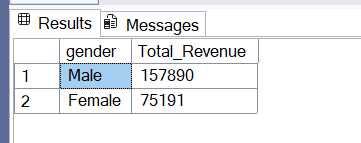 Results Messages
gender Total_Revenue
1 Male 157890
2 Female 75191